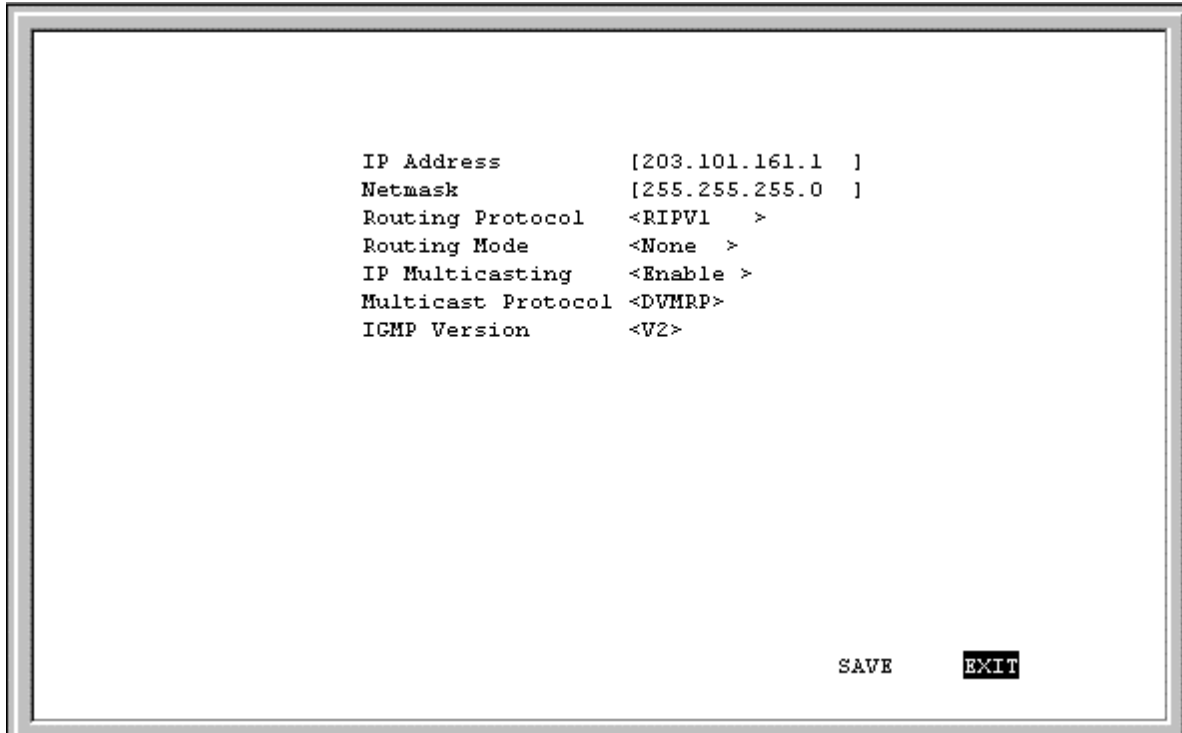 IP Address [203.101.161.1 ]
Netmask [255.255.255.0 ]
Routing Protocol <RIPV1 >
Routing Mode <None >
IP Multicasting <Enable >
Multicast Protocol <DVMRP>
IGMP Version <V2>
SAVE EXIT